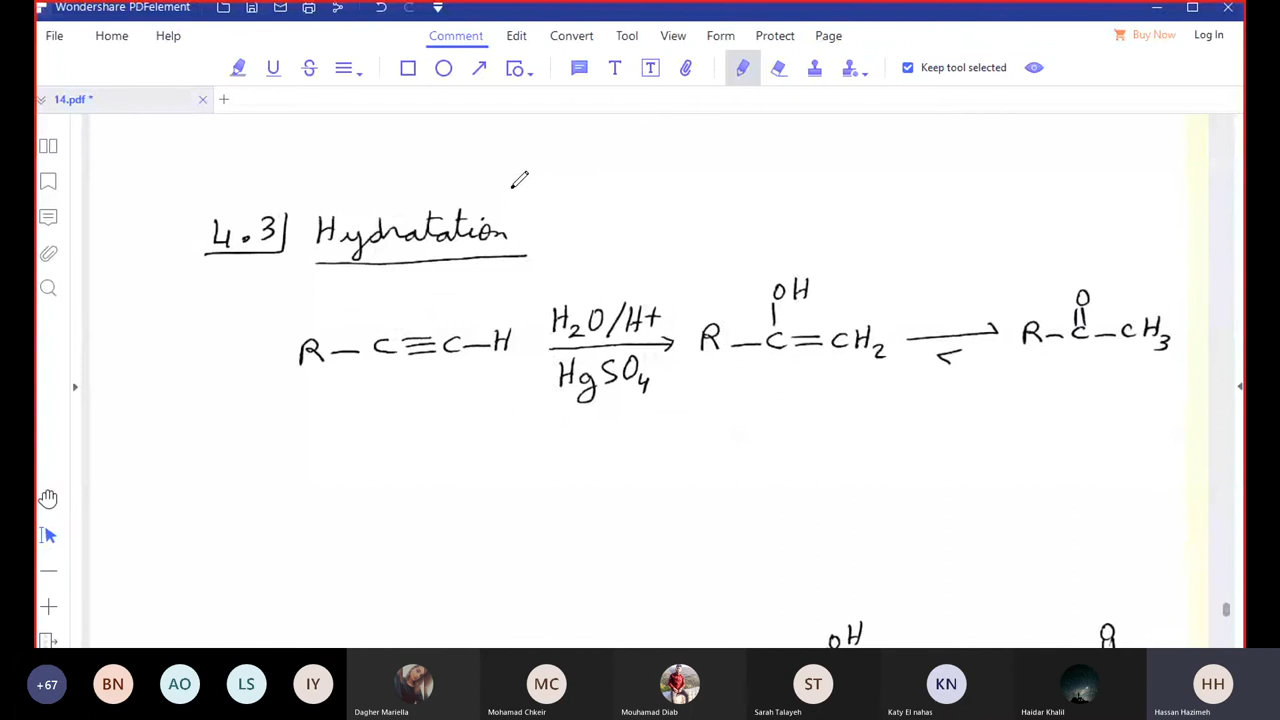 Wondershare PDFelement
File Home Help Comment Edit Convert Tool View Form Protect Page Buy Now Log In
Keep tool selected
14.pdf *
4.3) Hydratation
R—C≡C—H H2O/H+ HgSO4 → R—C(OH)=CH2 ⇌ R—C(=O)—CH3
OH O
+67 BN AO LS IY MC ST KN HH
Dagher Mariella Mohamad Chkeir Mouhamad Diab Sarah Talayeh Katy El nahas Haidar Khalil Hassan Hazimeh